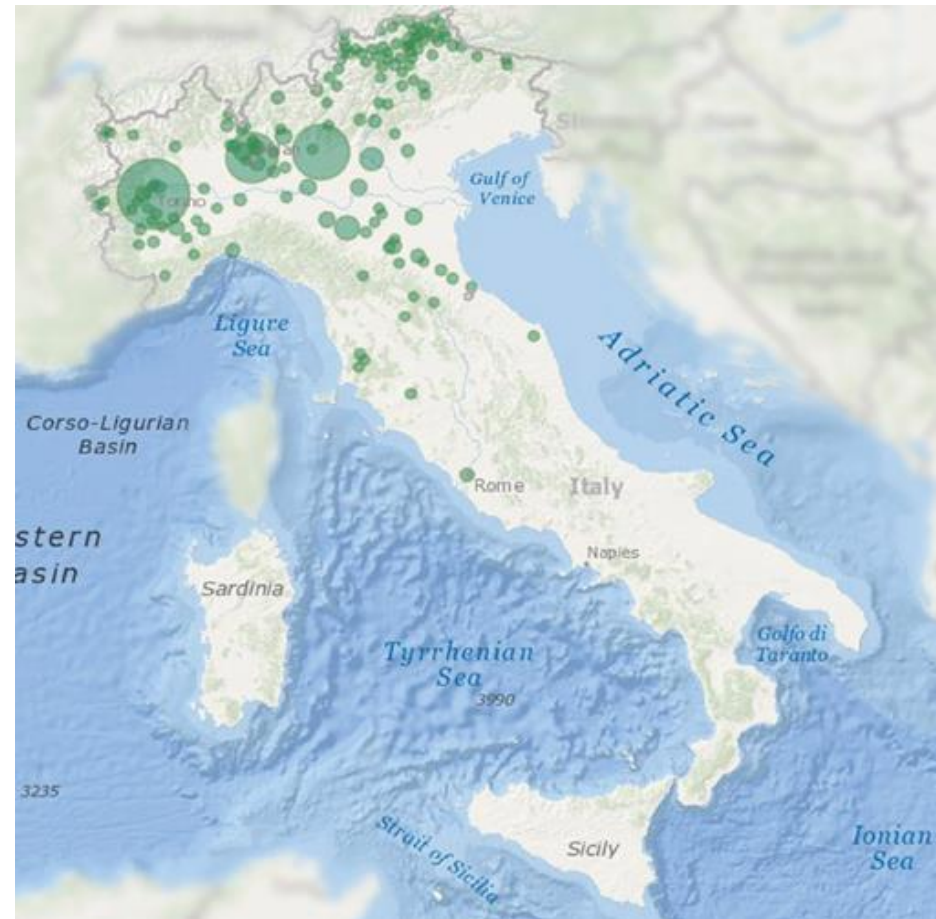 Gulf of
Venice
Torino
Ligure
Sea
Adriatic Sea
Corso-Ligurian
Basin
Rome
Italy
stern
asin
Naples
Sardinia
Golfo di
Taranto
Tyrrhenian
Sea
3990
3235
Strait of Sicilia
Sicily
Ionian
Sea